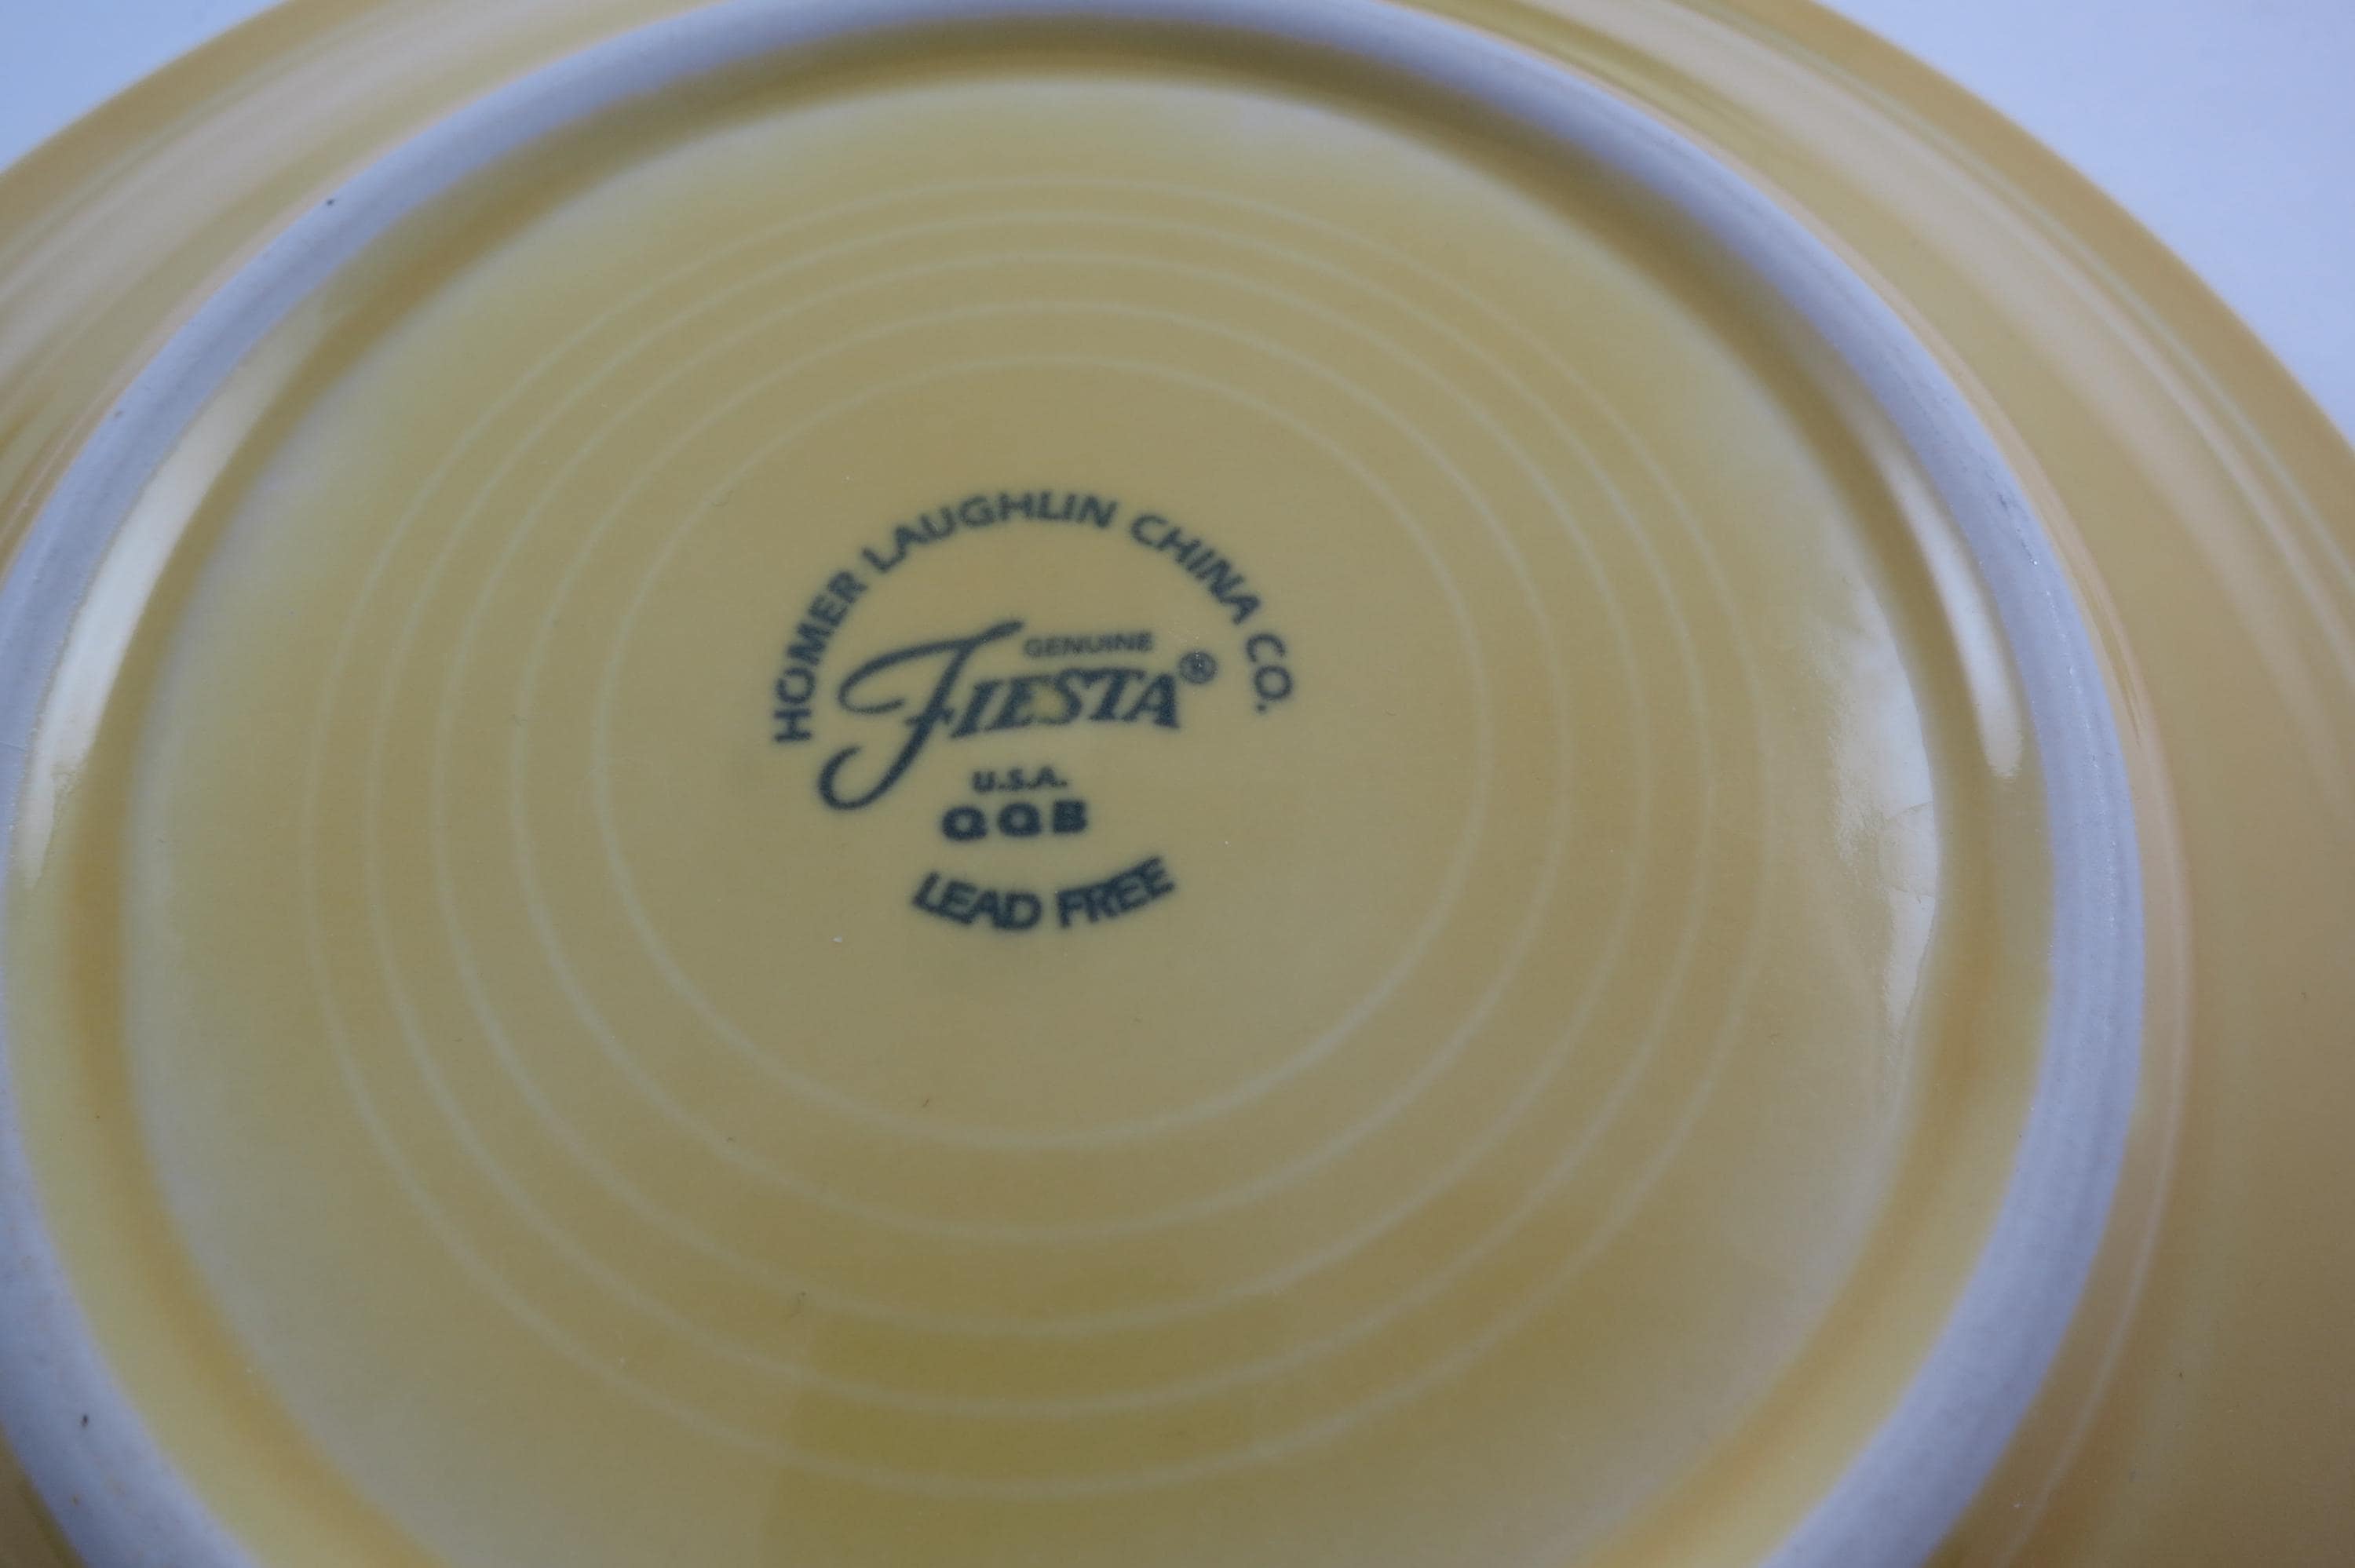 HOMER LAUGHLIN CHINA CO.
GENUINE
FIESTA®
U.S.A.
QQB
LEAD FREE